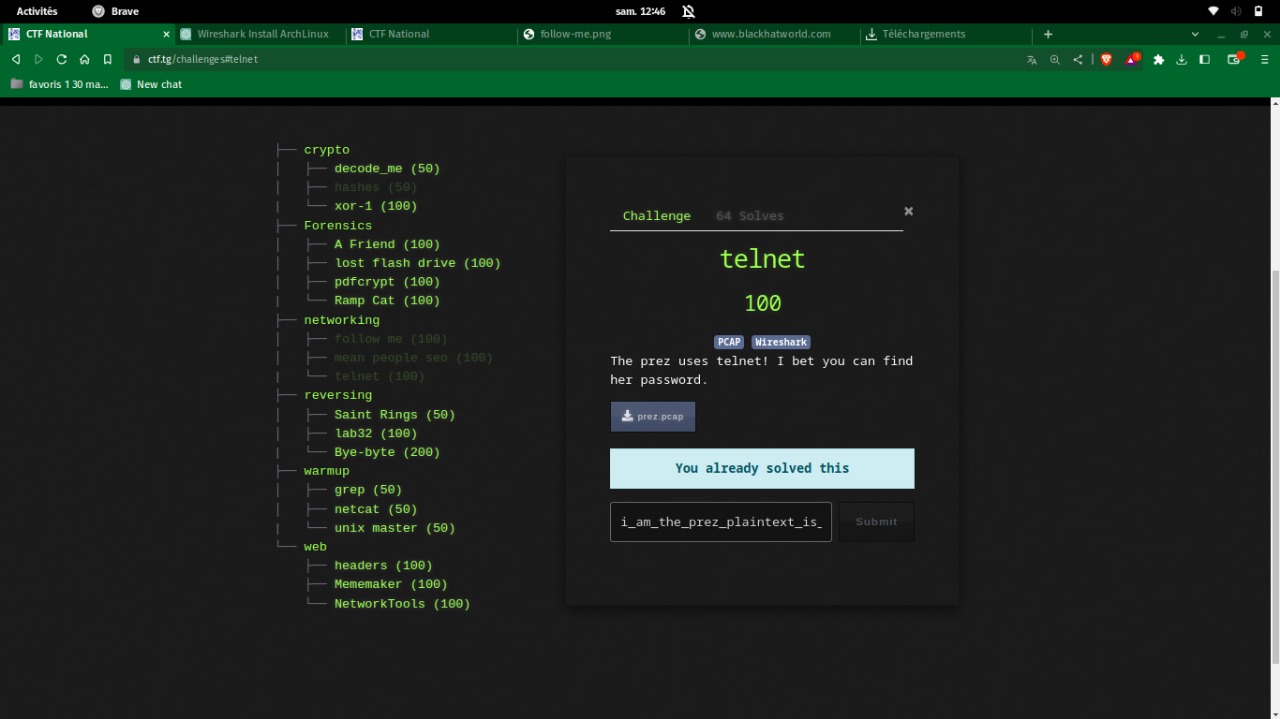 Activités
Brave
sam. 12:46
CTF National
Wireshark Install ArchLinux
CTF National
follow-me.png
www.blackhatworld.com
Téléchargements
ctf.tg/challenges#telnet
favoris 1 30 ma...
New chat
crypto
decode_me (50)
hashes (50)
xor-1 (100)
Forensics
A Friend (100)
lost flash drive (100)
pdfcrypt (100)
Ramp Cat (100)
networking
follow me (100)
mean people seo (100)
telnet (100)
reversing
Saint Rings (50)
lab32 (100)
Bye-byte (200)
warmup
grep (50)
netcat (50)
unix master (50)
web
headers (100)
Mememaker (100)
NetworkTools (100)
Challenge
64 Solves
×
telnet
100
PCAP
Wireshark
The prez uses telnet! I bet you can find
her password.
prez.pcap
You already solved this
i_am_the_prez_plaintext_is_
Submit